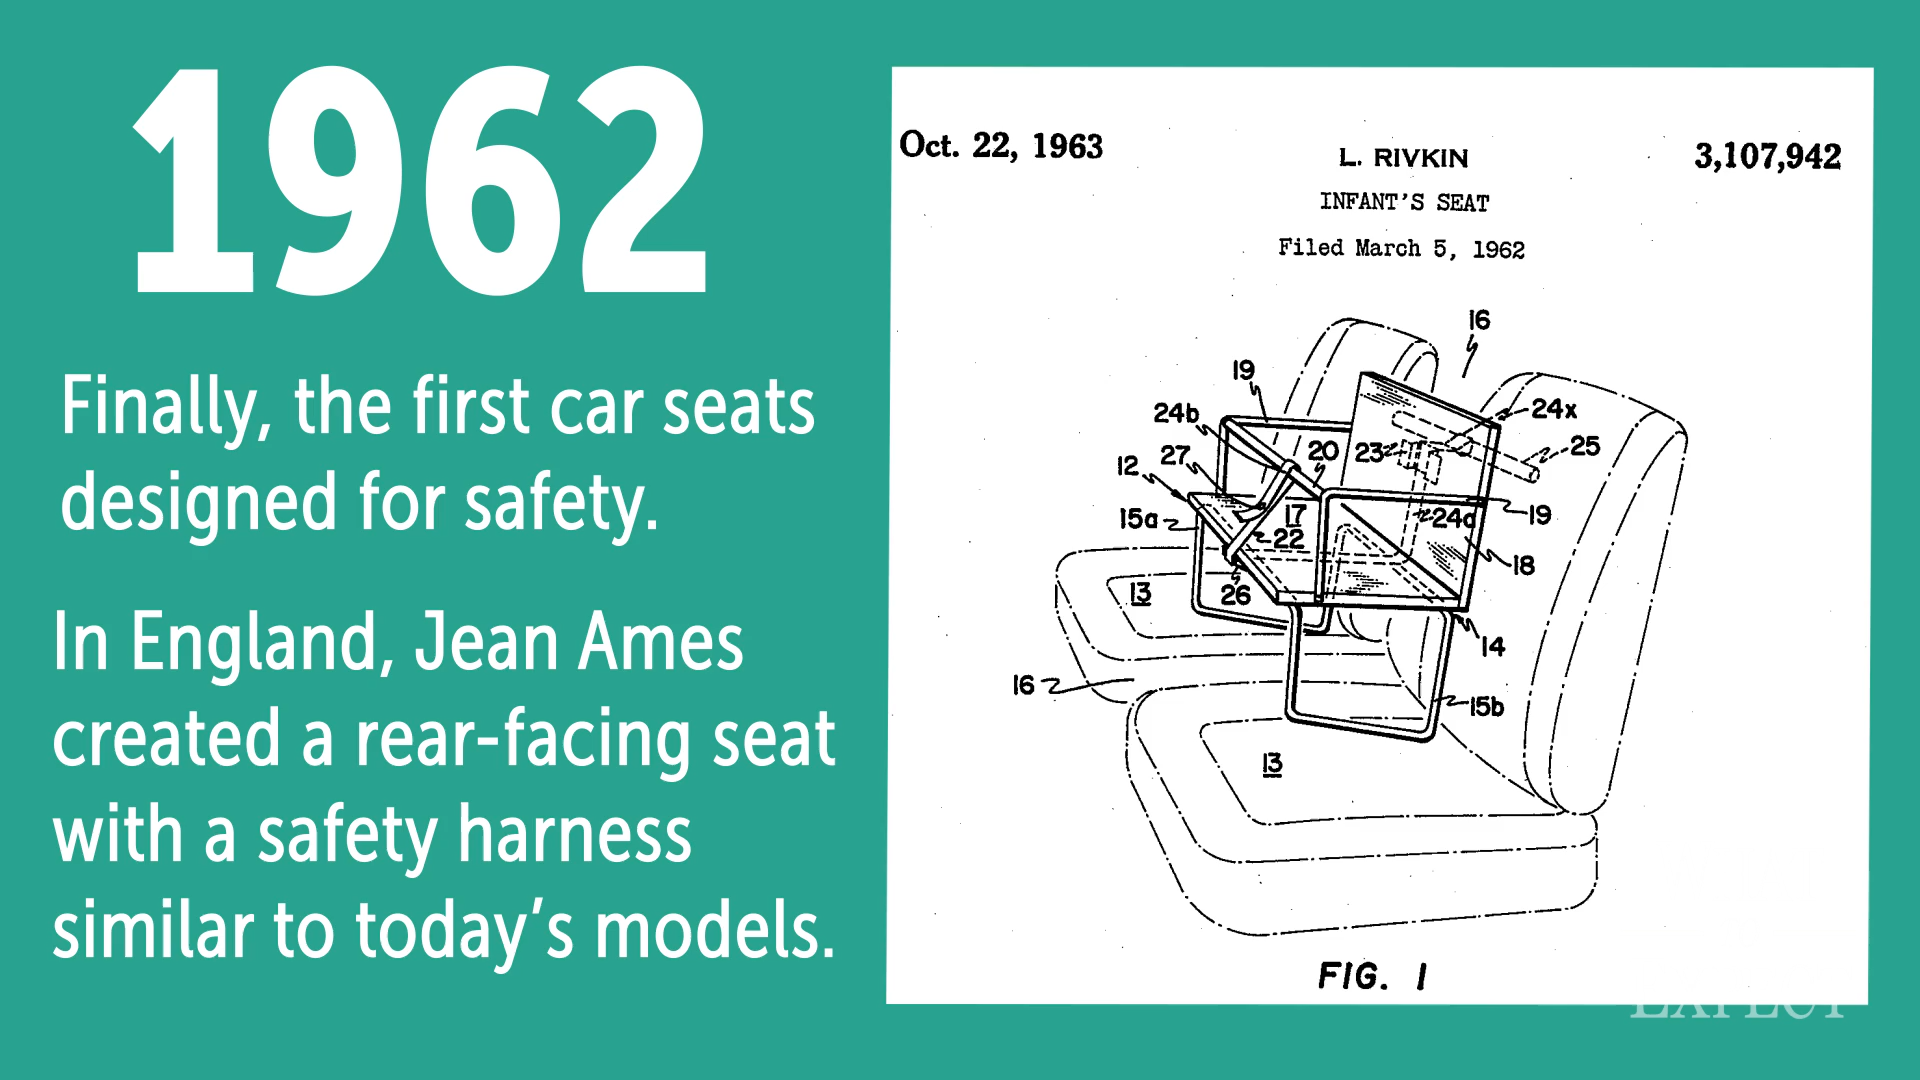 1962
Finally, the first car seats
designed for safety.
In England, Jean Ames
created a rear-facing seat
with a safety harness
similar to today's models.
Oct. 22, 1963
L. RIVKIN
3,107,942
INFANT'S SEAT
Filed March 5, 1962
16
19
24b
24x
20
23
25
27
12
17
15a
24a
19
22
18
26
13
14
16
15b
13
FIG. 1